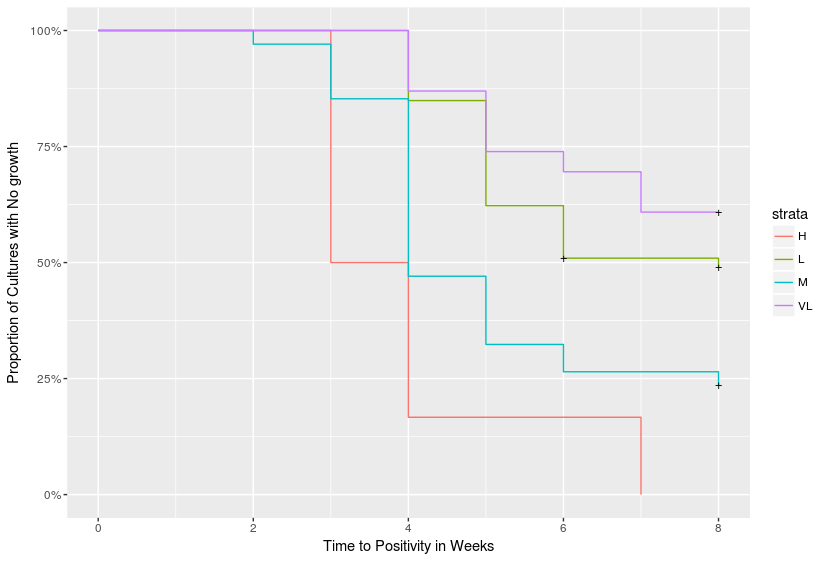 Proportion of Cultures with No growth
100%
75%
50%
25%
0%
0 2 4 6 8
Time to Positivity in Weeks
strata
H
L
M
VL